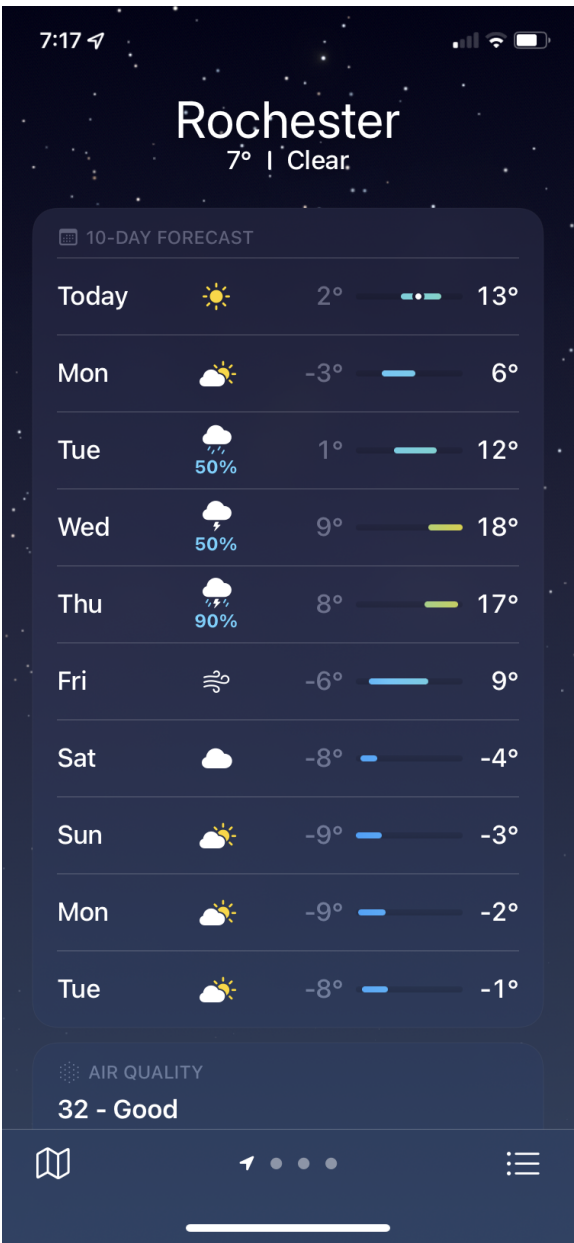 7:17
Rochester
7° | Clear
10-DAY FORECAST
Today 2° 13°
Mon -3° 6°
Tue 50% 1° 12°
Wed 50% 9° 18°
Thu 90% 8° 17°
Fri -6° 9°
Sat -8° -4°
Sun -9° -3°
Mon -9° -2°
Tue -8° -1°
AIR QUALITY
32 - Good